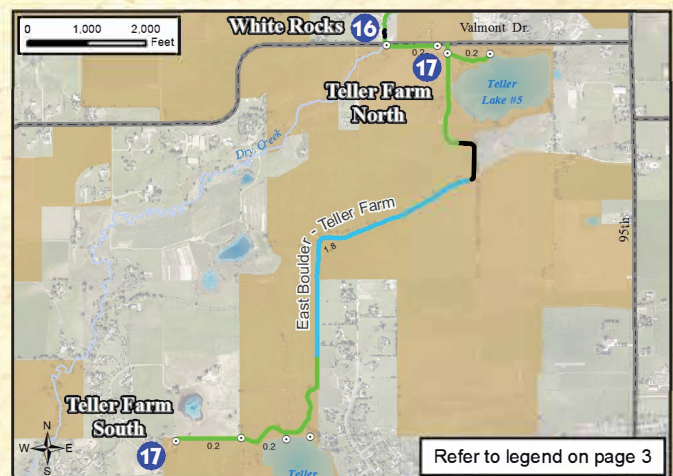 0 1,000 2,000
Feet
White Rocks 16
Valmont Dr.
0.2
0.2
17
Teller Farm
North
Teller
Lake #5
Dry Creek
East Boulder - Teller Farm
1.8
95th
Teller Farm
South
17
0.2
0.2
Teller
N
W E
S
Refer to legend on page 3